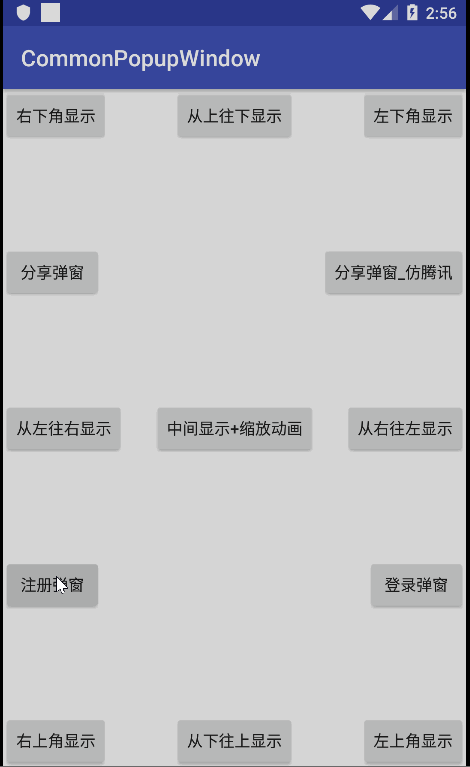 2:56
CommonPopupWindow
右下角显示 从上往下显示 左下角显示
分享弹窗 分享弹窗_仿腾讯
从左往右显示 中间显示+缩放动画 从右往左显示
注册弹窗 登录弹窗
右上角显示 从下往上显示 左上角显示